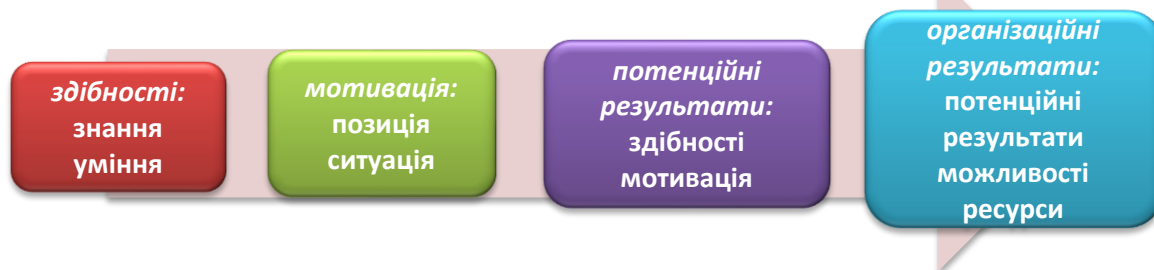 здібності:
знання
уміння
мотивація:
позиція
ситуація
потенційні
результати:
здібності
мотивація
організаційні
результати:
потенційні
результати
можливості
ресурси